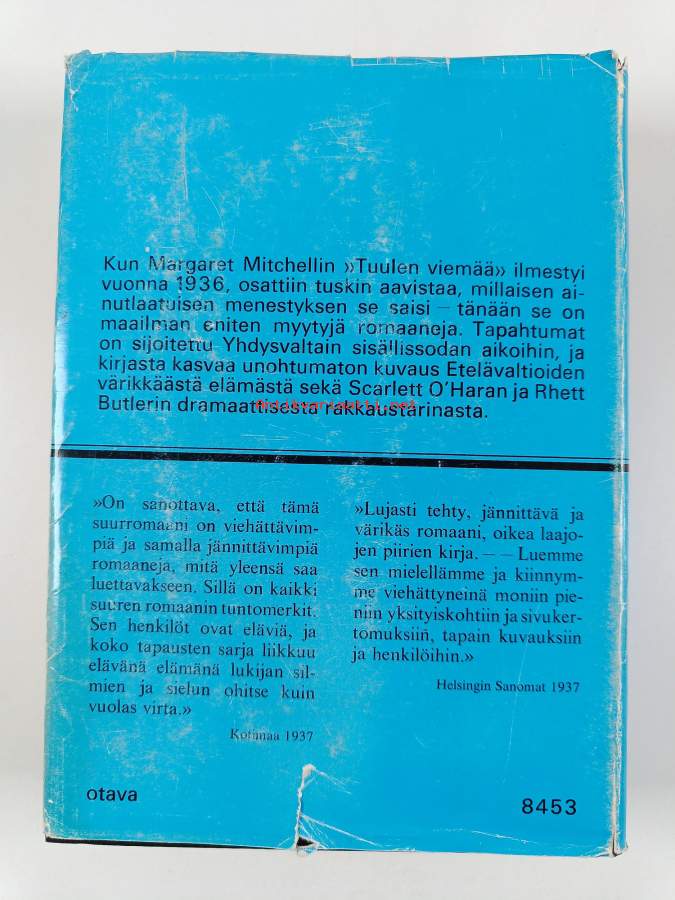 Kun Margaret Mitchellin »Tuulen viemää» ilmestyi
vuonna 1936, osattiin tuskin aavistaa, millaisen ai-
nutlaatuisen menestyksen se saisi – tänään se on
maailman eniten myytyjä romaaneja. Tapahtumat
on sijoitettu Yhdysvaltain sisällissodan aikoihin, ja
kirjasta kasvaa unohtumaton kuvaus Etelävaltioiden
värikkäästä elämästä sekä Scarlett O'Haran ja Rhett
Butlerin dramaattisesta rakkaustarinasta.
»On sanottava, että tämä
suurromaani on viehättävim-
piä ja samalla jännittävimpiä
romaaneja, mitä yleensä saa
luettavakseen. Sillä on kaikki
suuren romaanin tuntomerkit.
Sen henkilöt ovat eläviä, ja
koko tapausten sarja liikkuu
elävänä elämänä lukijan sil-
mien ja sielun ohitse kuin
vuolas virta.»
Kotimaa 1937
»Lujasti tehty, jännittävä ja
värikäs romaani, oikea laajo-
jen piirien kirja. – – Luemme
sen mielellämme ja kiinnym-
me viehättyneinä moniin pie-
niin yksityiskohtiin ja sivuker-
tomuksiin, tapain kuvauksiin
ja henkilöihin.»
Helsingin Sanomat 1937
otava
8453